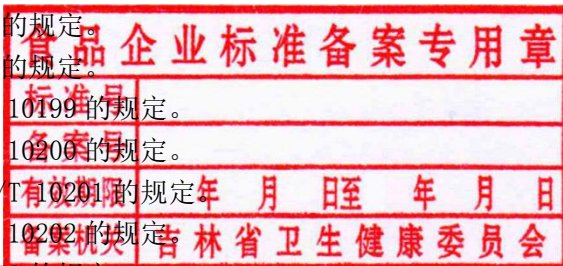 的规定。
食品企业标准备案专用章
的规定。
标准号
10199 的规定。
备案号
10200 的规定。
有效期限 年 月 日至 年 月 日
/T 10201 的规定。
备案机关 吉林省卫生健康委员会
10202 的规定。